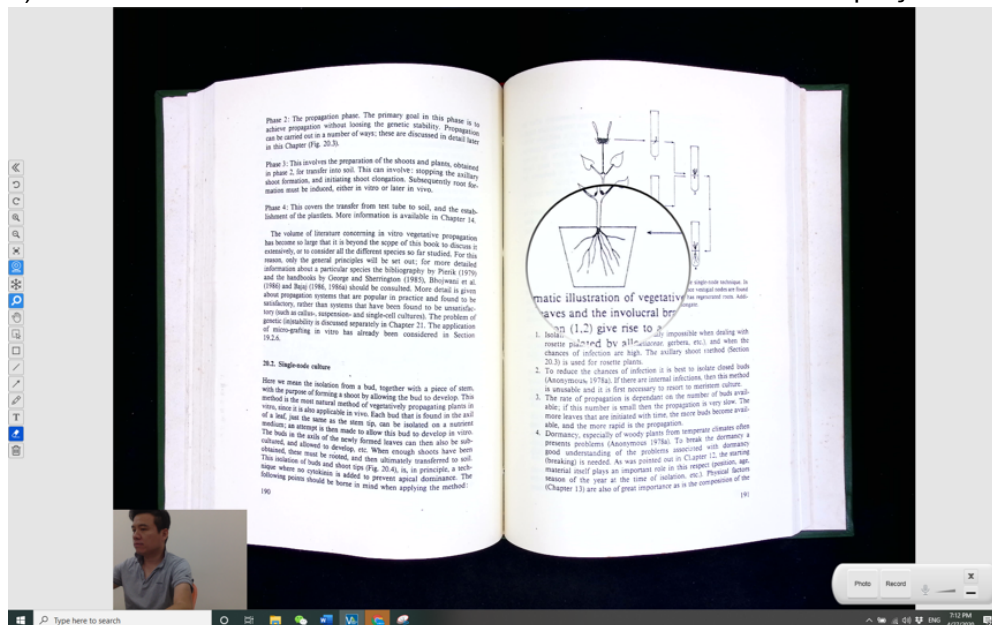 Phase 2: The propagation phase. The primary goal in this phase is to
achieve propagation without loosing the genetic stability. Propagation
can be carried out in a number of ways; these are discussed in detail later
in this Chapter (Fig. 20.3).
Phase 3: This involves the preparation of the shoots and plants, obtained
in phase 2, for transfer into soil. This can involve: stopping the axillary
shoot formation, and initiating shoot elongation. Subsequently root for-
mation must be induced, either in vitro or later in vivo.
Phase 4: This covers the transfer from test tube to soil, and the estab-
lishment of the plantlets. More information is available in Chapter 14.
The volume of literature concerning in vitro vegetative propagation
has become so large that it is beyond the scope of this book to discuss it
extensively, or to consider all the different species so far studied. For this
reason, only the general principles will be set out; for more detailed
information about a particular species the bibliography by Pierik (1979)
and the handbooks by George and Sherrington (1985), Bhojwani et al.
(1986) and Bajaj (1986, 1986a) should be consulted. More detail is given
about propagation systems that are popular in practice and found to be
satisfactory, rather than systems that have been found to be unsatisfac-
tory (such as callus-, suspension- and single-cell cultures). The problem of
genetic (in)stability is discussed separately in Chapter 21. The application
of micro-grafting in vitro has already been considered in Section
19.2.6.
20.2. Single-node culture
Here we mean the isolation from a bud, together with a piece of stem,
with the purpose of forming a shoot by allowing the bud to develop. This
method is the most natural method of vegetatively propagating plants in
vitro, since it is also applicable in vivo. Each bud that is found in the axil
of a leaf, just the same as the stem tip, can be isolated on a nutrient
medium; an attempt is then made to allow this bud to develop in vitro.
The buds in the axils of the newly formed leaves can then also be sub-
cultured, and allowed to develop, etc. When enough shoots have been
obtained, these must be rooted, and then ultimately transferred to soil.
This isolation of buds and shoot tips (Fig. 20.4), is, in principle, a tech-
nique where no cytokinin is added to prevent apical dominance. The
following points should be borne in mind when applying the method:
190
single-node technique. In
vestigial nodes are found
has regenerated roots. Addi-
matic illustration of vegetativ
aves and the involucral br
on (1,2) give rise to
1. Isola impossible when dealing with
rosette gerbera, etc.), and when the
chances of infection are high. The axillary shoot method (Section
20.3) is used for rosette plants.
2. To reduce the chances of infection it is best to isolate closed buds
(Anonymous, 1978a). If there are internal infections, then this method
is unusable and it is first necessary to resort to meristem culture.
3. The rate of propagation is dependant on the number of buds avail-
able; if this number is small then the propagation is very slow. The
more leaves that are initiated with time, the more buds become avail-
able, and the more rapid is the propagation.
4. Dormancy, especially of woody plants from temperate climates often
presents problems (Anonymous 1978a). To break the dormancy a
good understanding of the problems associated with dormancy
(breaking) is needed. As was pointed out in Chapter 12, the starting
material itself plays an important role in this respect (position, age,
season of the year at the time of isolation, etc.). Physical factors
(Chapter 13) are also of great importance as is the composition of the
191
Photo Record
Type here to search
ENG 7:12 PM